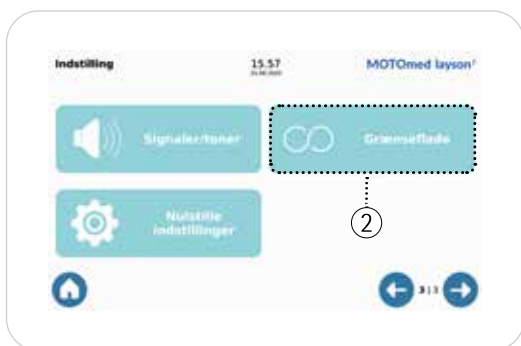 Indstilling
15.57
MOTOmed layson
Signaler/toner
Grænseflade
2
Nulstille
indstillinger
3 | 3